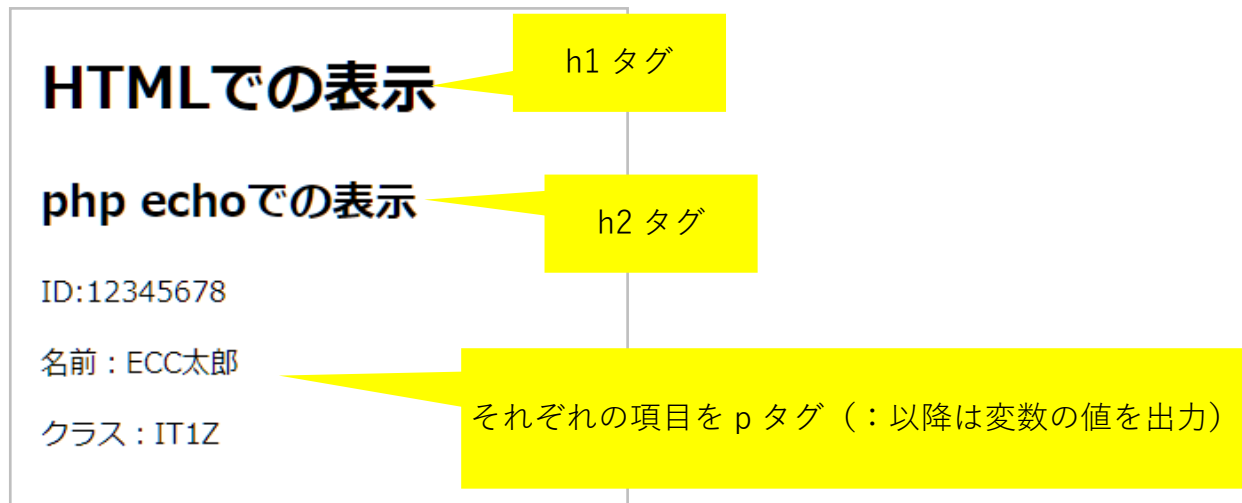 HTMLでの表示
h1 タグ
php echoでの表示
h2 タグ
ID:12345678
名前：ECC太郎
それぞれの項目を p タグ（：以降は変数の値を出力）
クラス：IT1Z